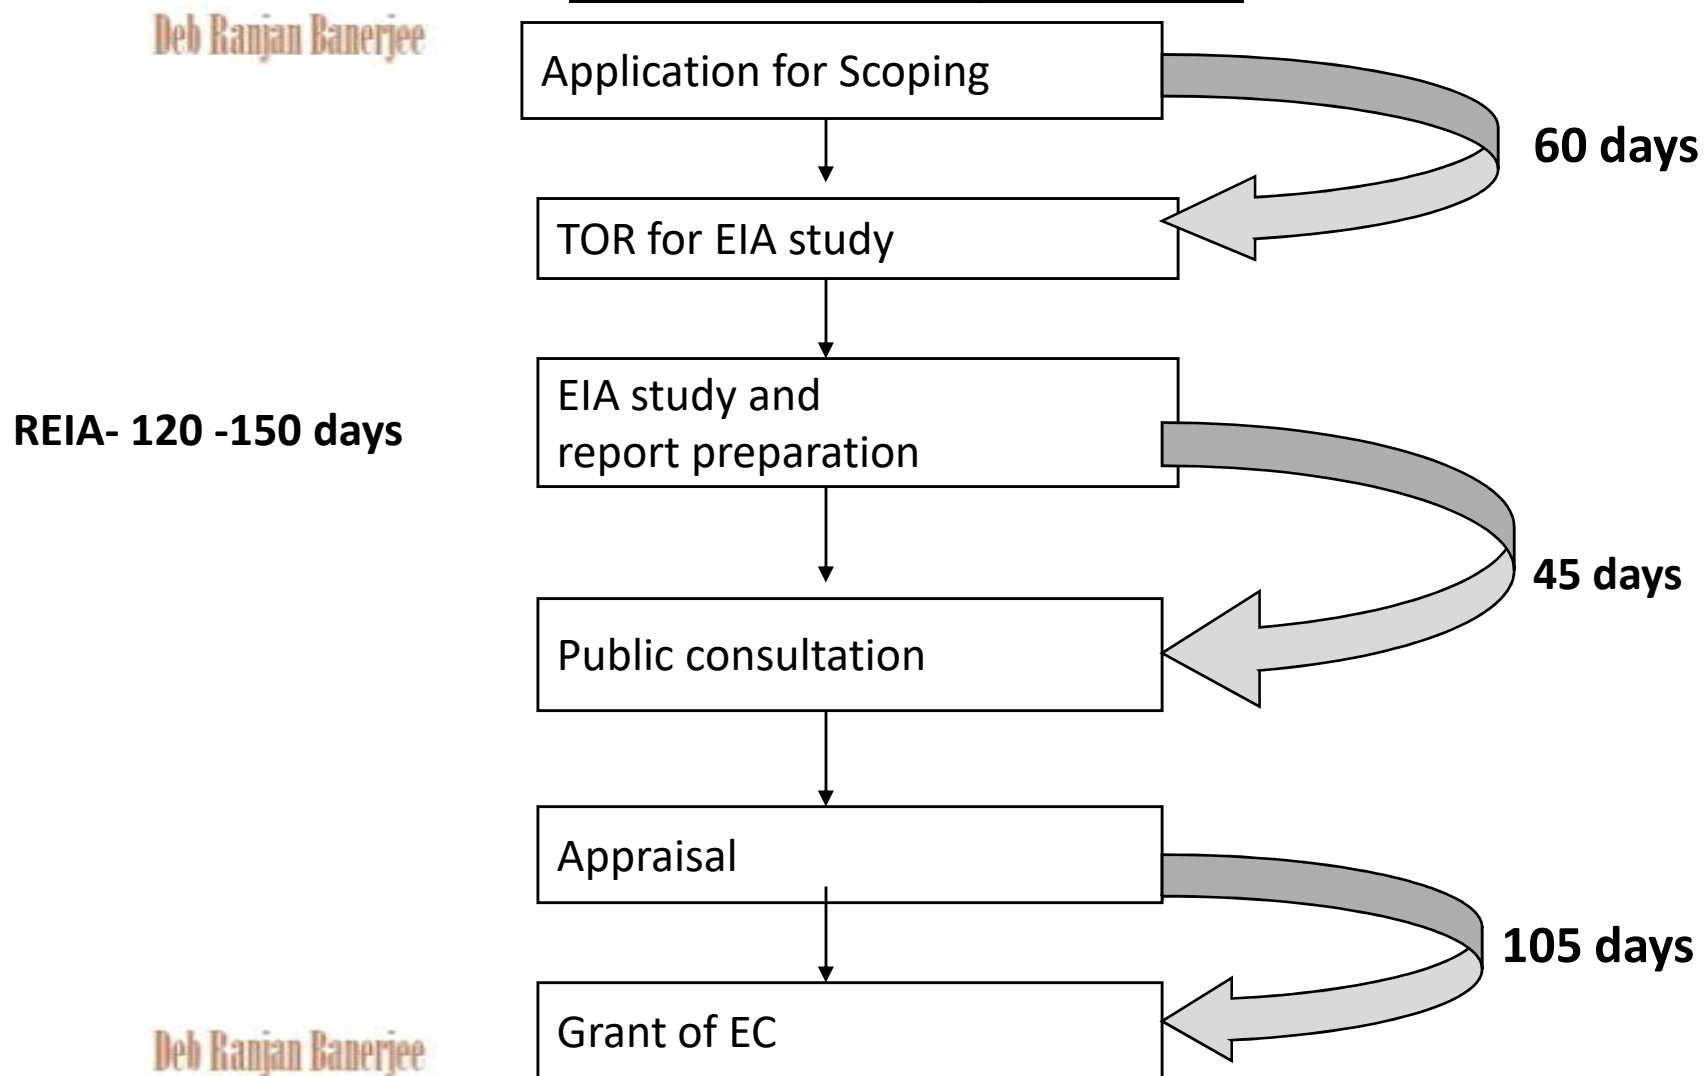 Deb Ranjan Banerjee
Application for Scoping
60 days
TOR for EIA study
EIA study and
report preparation
REIA- 120 -150 days
45 days
Public consultation
Appraisal
105 days
Grant of EC
Deb Ranjan Banerjee